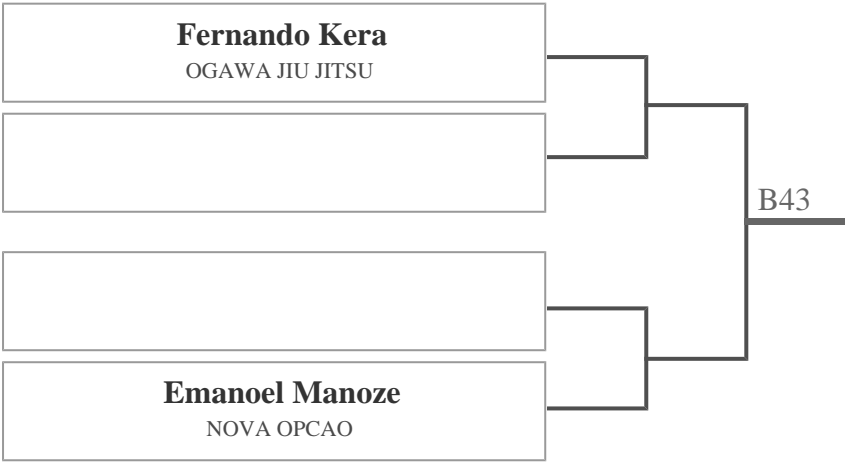 Fernando Kera
OGAWA JIU JITSU
B43
Emanoel Manoze
NOVA OPCAO